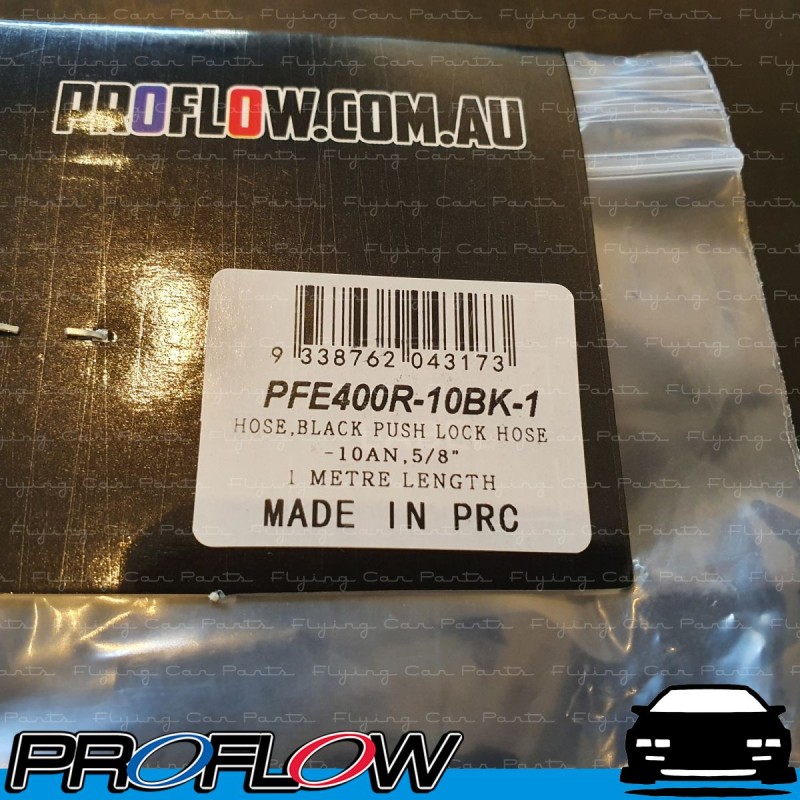 PROFLOW.COM.AU
9 338762 043173
PFE400R-10BK-1
HOSE,BLACK PUSH LOCK HOSE
-10AN,5/8"
1 METRE LENGTH
MADE IN PRC
Flying Car Parts
PROFLOW